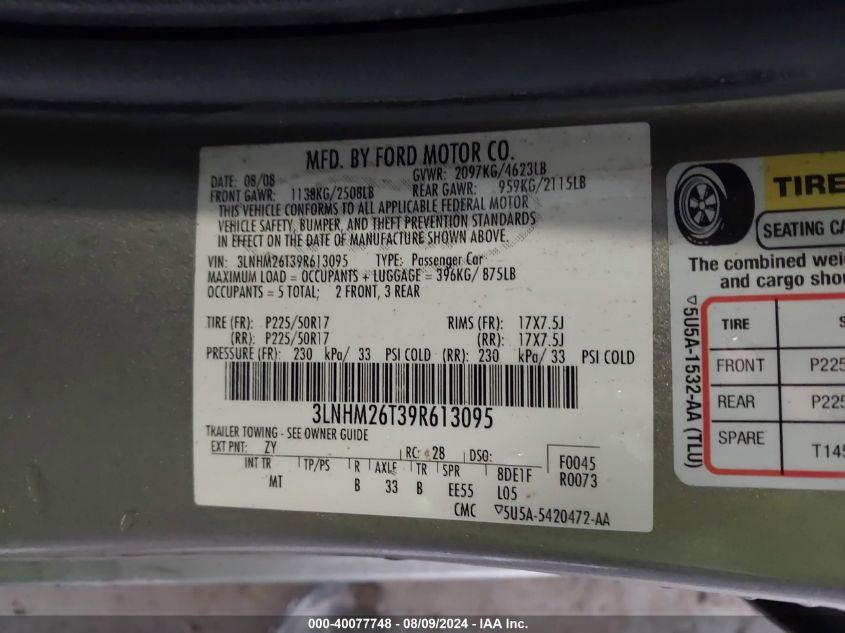 MFD. BY FORD MOTOR CO.
DATE: 08/08 GVWR: 2097KG/4623LB
FRONT GAWR: 1138KG/2508LB REAR GAWR: 959KG/2115LB
THIS VEHICLE CONFORMS TO ALL APPLICABLE FEDERAL MOTOR
VEHICLE SAFETY, BUMPER, AND THEFT PREVENTION STANDARDS
IN EFFECT ON THE DATE OF MANUFACTURE SHOWN ABOVE.
VIN: 3LNHM26T39R613095 TYPE: Passenger Car
MAXIMUM LOAD = OCCUPANTS + LUGGAGE = 396KG/ 875LB
OCCUPANTS = 5 TOTAL; 2 FRONT, 3 REAR
TIRE (FR): P225/50R17 RIMS (FR): 17X7.5J
(RR): P225/50R17 (RR): 17X7.5J
PRESSURE (FR): 230 kPa/ 33 PSI COLD (RR): 230 kPa/ 33 PSI COLD
3LNHM26T39R613095
TRAILER TOWING - SEE OWNER GUIDE
EXT PNT: ZY RC: 28 DSO: F0045
INT TR TP/PS R AXLE TR SPR 8DE1F R0073
MT B 33 B EE55 L05
CMC ▽5U5A-5420472-AA
TIRE
SEATING CA
The combined wei
and cargo shou
▽5U5A-1532-AA (TLU)
TIRE S
FRONT P225
REAR P225
SPARE T145
000-40077748 - 08/09/2024 - IAA Inc.